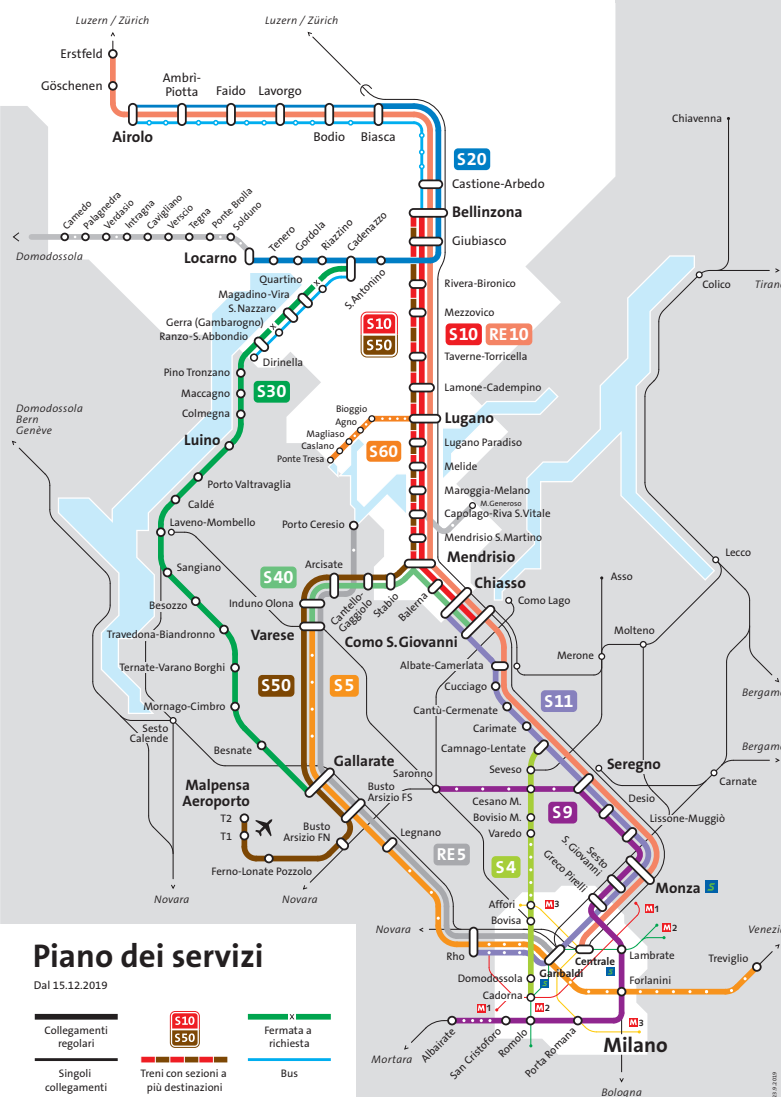 Luzern / Zürich
Luzern / Zürich
Erstfeld
Göschenen
Ambrì-
Piotta
Faido
Lavorgo
Airolo
Bodio
Biasca
Chiavenna
S20
Castione-Arbedo
Bellinzona
Giubiasco
Camedo
Palagnedra
Verdasio
Intragna
Cavigliano
Verscio
Tegna
Ponte Brolla
Solduno
Domodossola
Locarno
Tenero
Gordola
Riazzino
Cadenazzo
S. Antonino
Colico
Tirano
Quartino
Magadino-Vira
S. Nazzaro
Gerra (Gambarogno)
Ranzo-S. Abbondio
Dirinella
Rivera-Bironico
Mezzovico
S10
S50
S10
RE10
Taverne-Torricella
Pino Tronzano
Maccagno
Colmegna
S30
Lamone-Cadempino
Domodossola
Bern
Genève
Bioggio
Agno
Magliaso
Caslano
Ponte Tresa
Lugano
S60
Luino
Lugano Paradiso
Melide
Porto Valtravaglia
Maroggia-Melano
M. Generoso
Caldé
Capolago-Riva S. Vitale
Laveno-Mombello
Porto Ceresio
Mendrisio S. Martino
Mendrisio
Lecco
Sangiano
Arcisate
S40
Chiasso
Asso
Besozzo
Induno Olona
Cantello-
Gaggiolo
Stabio
Balerna
Como Lago
Travedona-Biandronno
Varese
Como S. Giovanni
Molteno
Merone
Ternate-Varano Borghi
Albate-Camerlata
Cucciago
S50
S5
S11
Bergamo
Mornago-Cimbro
Cantù-Cermenate
Sesto
Calende
Carimate
Camnago-Lentate
Besnate
Gallarate
Saronno
Seveso
Seregno
Bergamo
Carnate
Malpensa
Aeroporto
Busto
Arsizio FS
Cesano M.
S9
Desio
T2
T1
Busto
Arsizio FN
Bovisio M.
Lissone-Muggiò
Legnano
Varedo
Sesto
S. Giovanni
Greco Pirelli
RE5
S4
Ferno-Lonate Pozzolo
Monza S
Novara
Novara
Affori
M3
M1
Bovisa
M2
Novara
Rho
Centrale
S
Lambrate
Venezia
Garibaldi
S
Treviglio
Domodossola
Forlanini
Cadorna
M1
M2
M3
Albairate
San Cristoforo
Romolo
Porta Romana
Milano
Mortara
Bologna
Piano dei servizi
Dal 15.12.2019
Collegamenti
regolari
S10
S50
x
Fermata a
richiesta
Singoli
collegamenti
Treni con sezioni a
più destinazioni
Bus